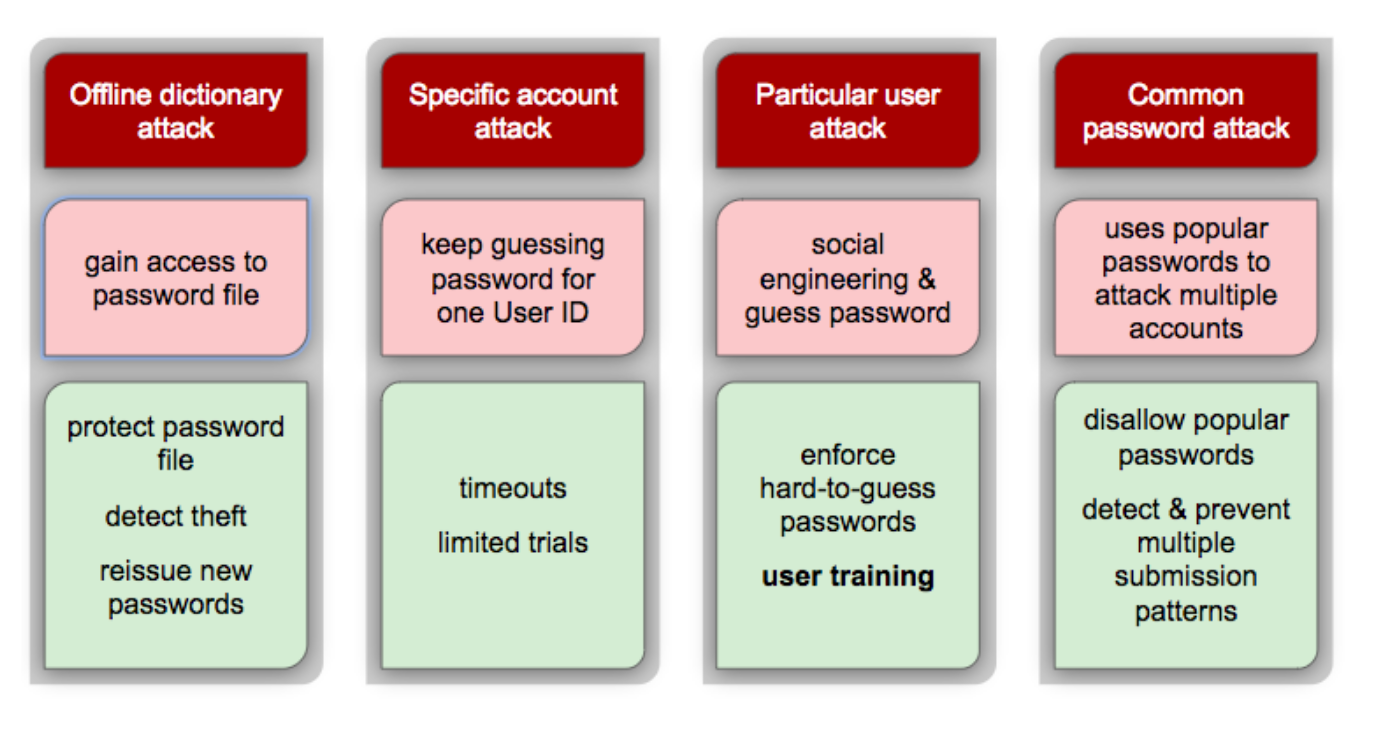 Offline dictionary
attack
gain access to
password file
protect password
file
detect theft
reissue new
passwords
Specific account
attack
keep guessing
password for
one User ID
timeouts
limited trials
Particular user
attack
social
engineering &
guess password
enforce
hard-to-guess
passwords
user training
Common
password attack
uses popular
passwords to
attack multiple
accounts
disallow popular
passwords
detect & prevent
multiple
submission
patterns